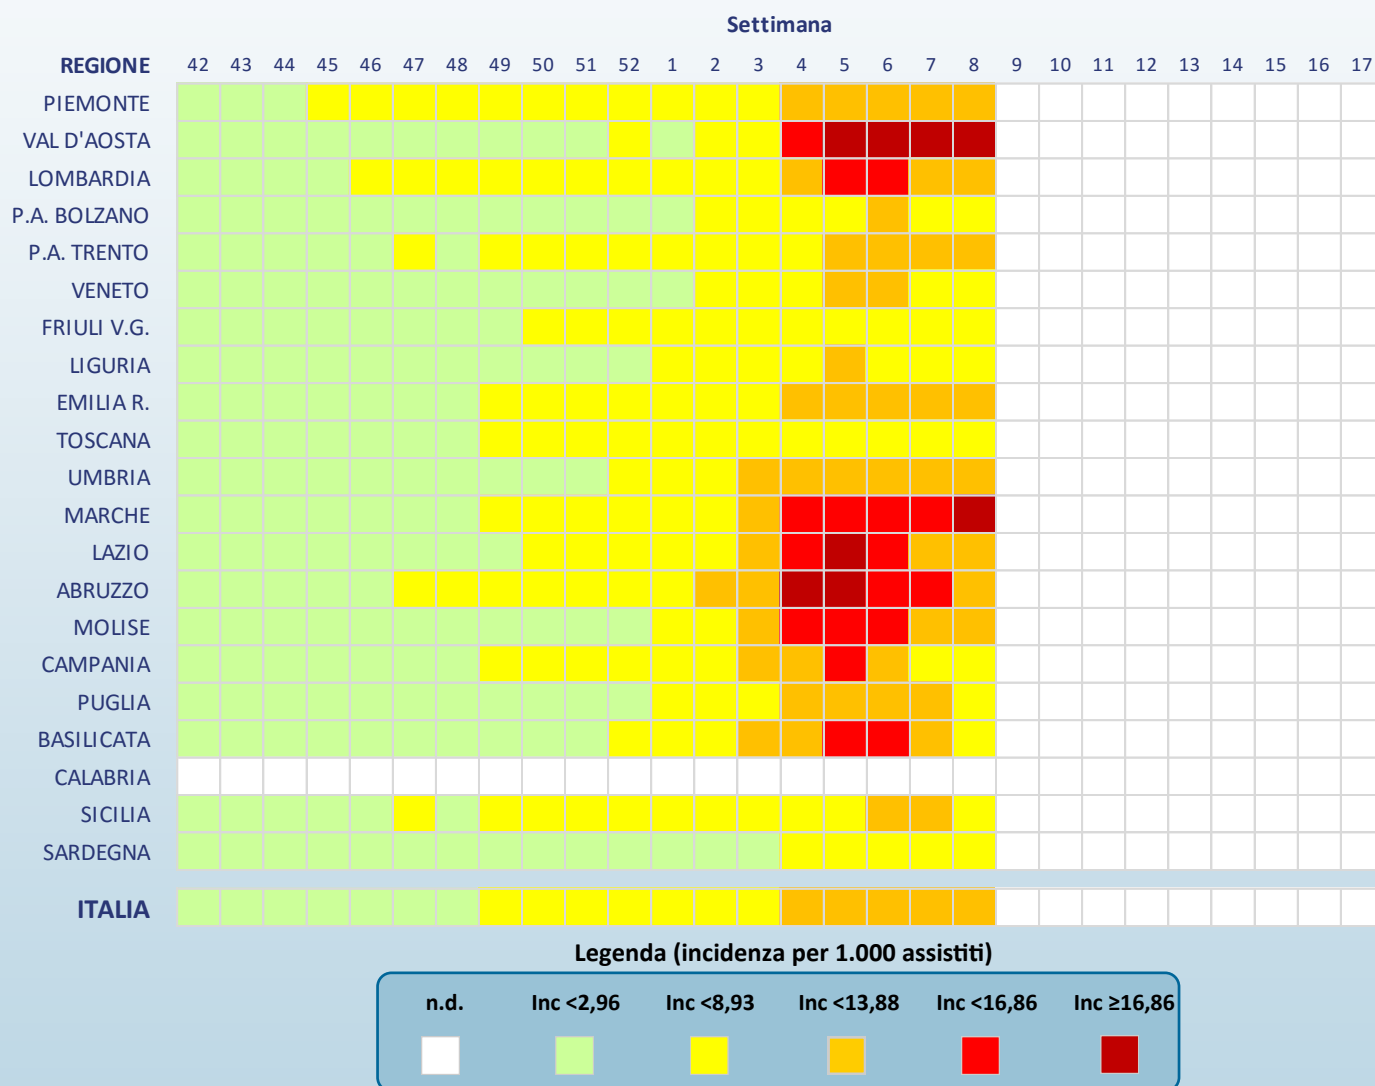 Settimana
REGIONE 42 43 44 45 46 47 48 49 50 51 52 1 2 3 4 5 6 7 8 9 10 11 12 13 14 15 16 17
PIEMONTE
VAL D'AOSTA
LOMBARDIA
P.A. BOLZANO
P.A. TRENTO
VENETO
FRIULI V.G.
LIGURIA
EMILIA R.
TOSCANA
UMBRIA
MARCHE
LAZIO
ABRUZZO
MOLISE
CAMPANIA
PUGLIA
BASILICATA
CALABRIA
SICILIA
SARDEGNA
ITALIA
Legenda (incidenza per 1.000 assistiti)
n.d. Inc <2,96 Inc <8,93 Inc <13,88 Inc <16,86 Inc ≥16,86